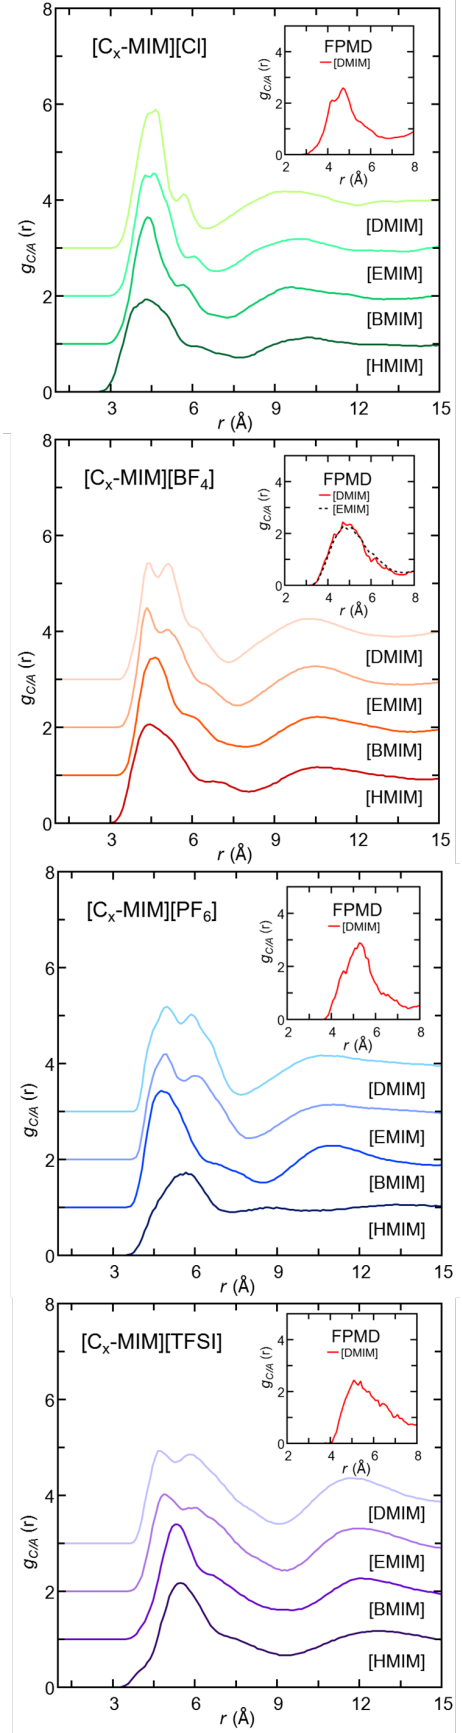 8
[Cx-MIM][Cl]
FPMD
[DMIM]
4
2
0
gC/A (r)
2 4 6 8
r (Å)
6
4
2
0
gC/A (r)
[DMIM]
[EMIM]
[BMIM]
[HMIM]
3 6 9 12 15
r (Å)
8
[Cx-MIM][BF4]
FPMD
[DMIM]
[EMIM]
4
2
0
gC/A (r)
2 4 6 8
r (Å)
6
4
2
0
gC/A (r)
[DMIM]
[EMIM]
[BMIM]
[HMIM]
3 6 9 12 15
r (Å)
8
[Cx-MIM][PF6]
FPMD
[DMIM]
4
2
0
gC/A (r)
2 4 6 8
r (Å)
6
4
2
0
gC/A (r)
[DMIM]
[EMIM]
[BMIM]
[HMIM]
3 6 9 12 15
r (Å)
8
[Cx-MIM][TFSI]
FPMD
[DMIM]
4
2
0
gC/A (r)
2 4 6 8
r (Å)
6
4
2
0
gC/A (r)
[DMIM]
[EMIM]
[BMIM]
[HMIM]
3 6 9 12 15
r (Å)